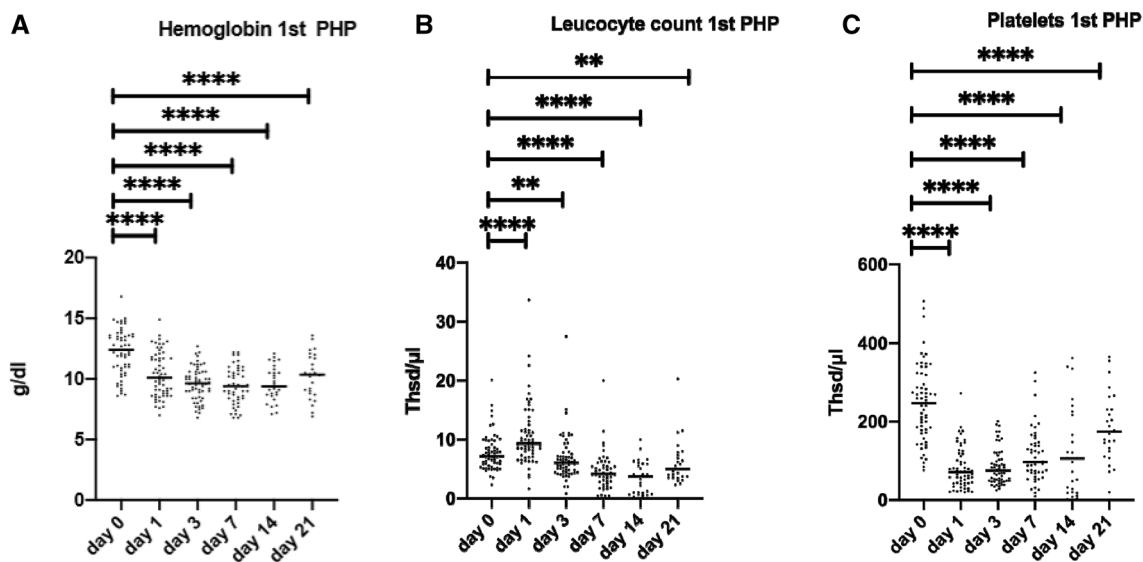 A
Hemoglobin 1st PHP
****
****
****
****
****
g/dl
20
15
10
5
0
day 0
day 1
day 3
day 7
day 14
day 21
B
Leucocyte count 1st PHP
**
****
****
**
****
Thsd/µl
40
30
20
10
0
day 0
day 1
day 3
day 7
day 14
day 21
C
Platelets 1st PHP
****
****
****
****
****
Thsd/µl
600
400
200
0
day 0
day 1
day 3
day 7
day 14
day 21